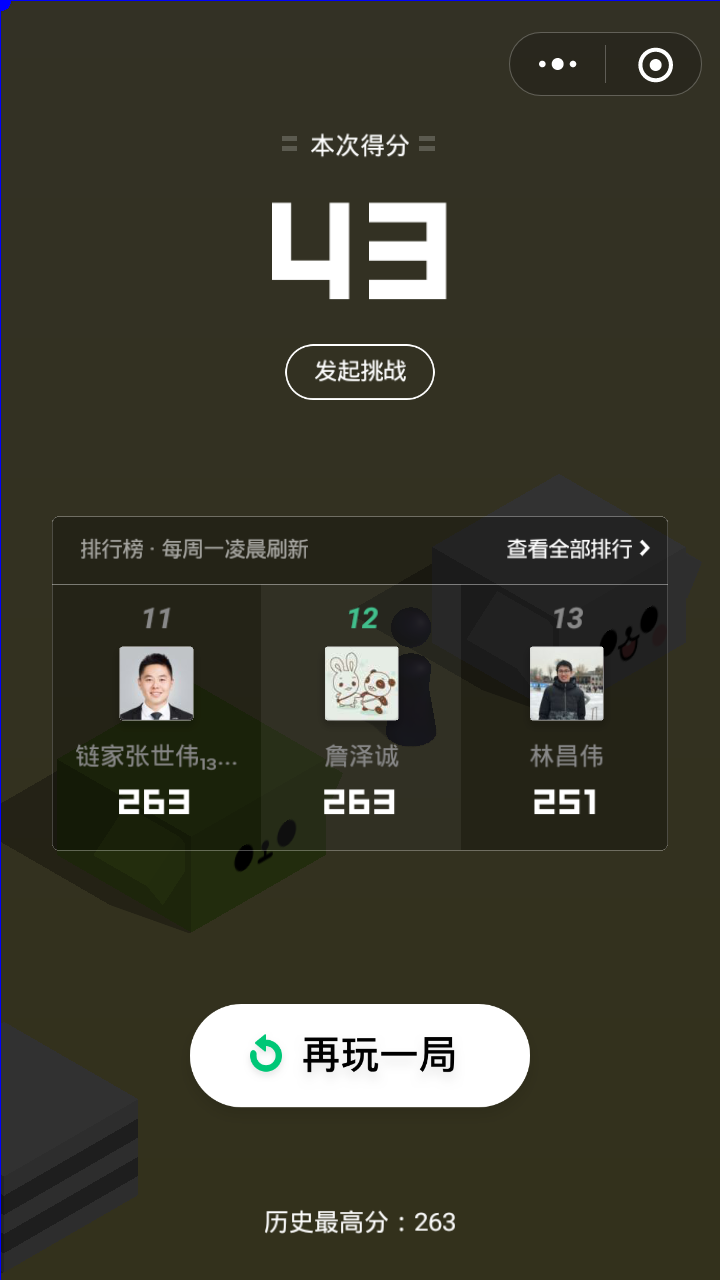 本次得分
43
发起挑战
排行榜 · 每周一凌晨刷新 查看全部排行
11 12 13
链家张世伟13... 詹泽诚 林昌伟
263 263 251
再玩一局
历史最高分：263